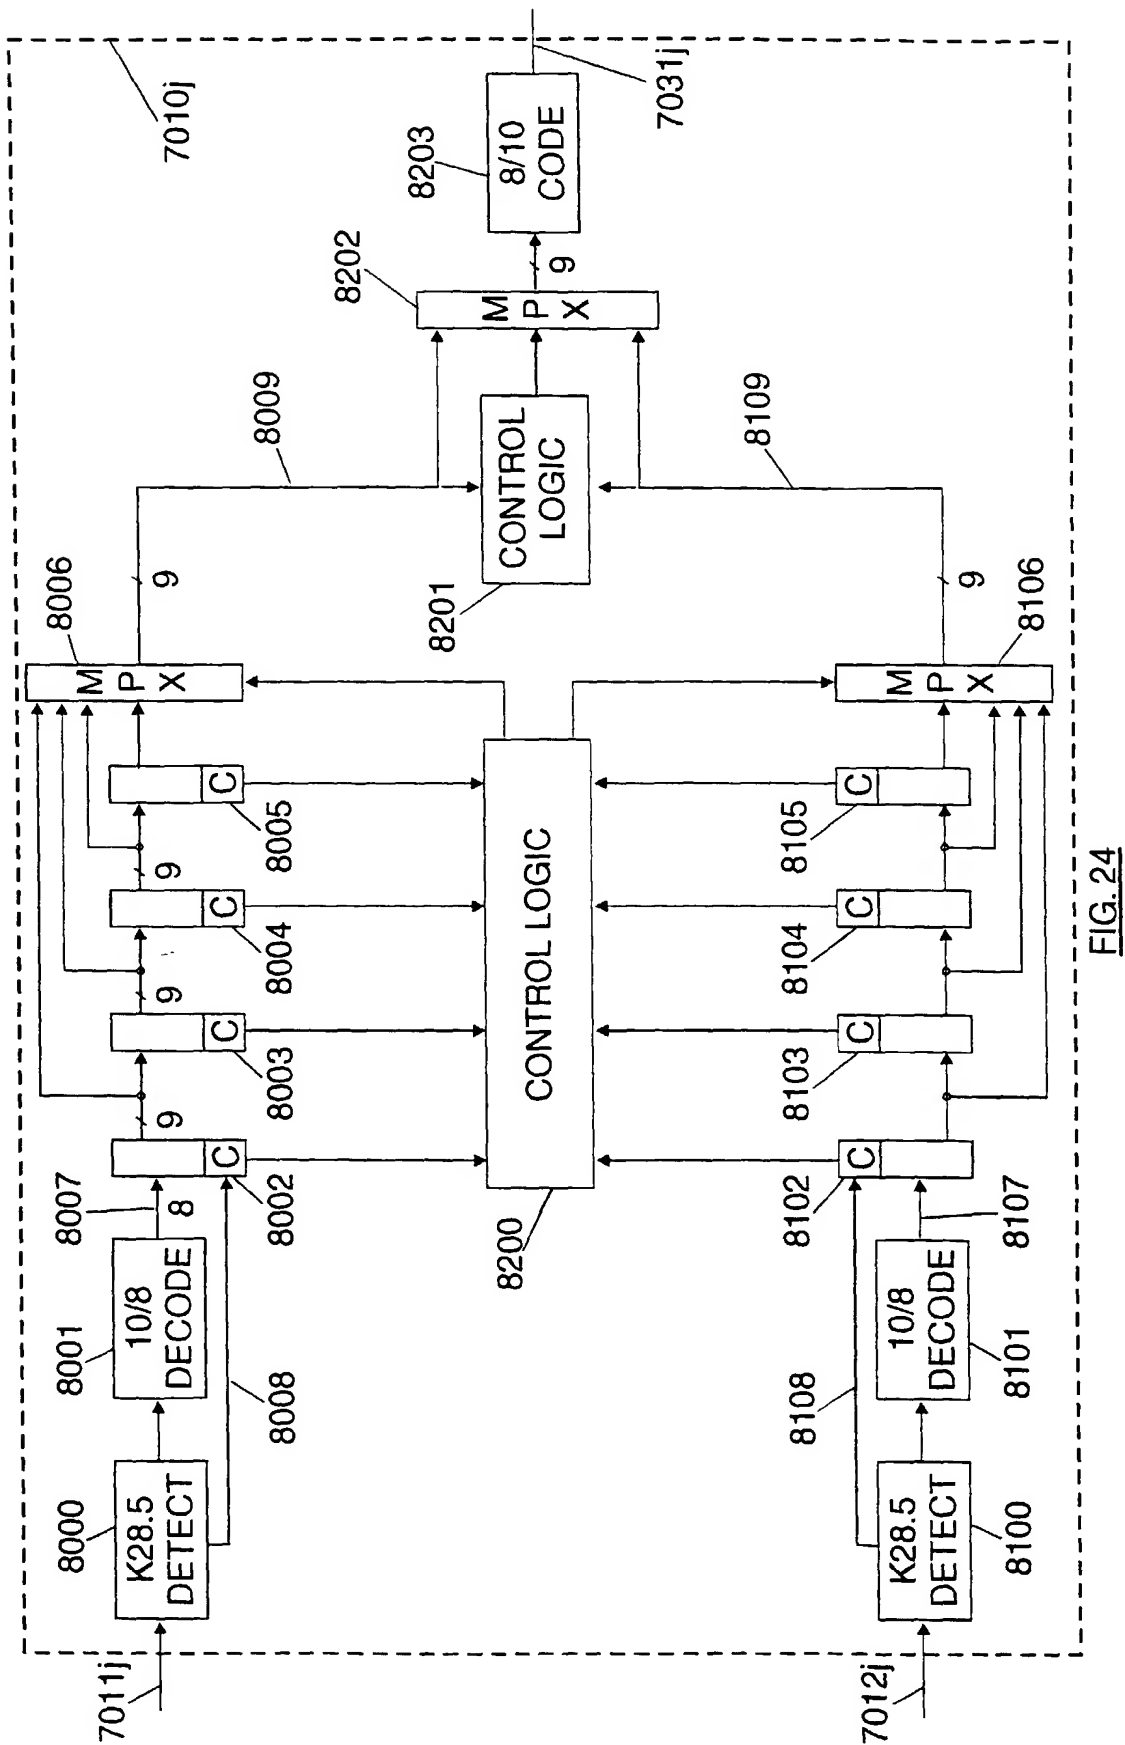 7010j
7031j
8203
8/10
CODE
8202
M
P
X
9
8009
8109
CONTROL
LOGIC
8201
8006
M
P
X
9
8106
M
P
X
9
C
8005
9
C
8004
9
C
8003
9
C
8002
CONTROL LOGIC
8200
C
8105
C
8104
C
8103
C
8102
8007
8
8001
10/8
DECODE
8008
8000
K28.5
DETECT
7011j
8107
10/8
DECODE
8101
8108
K28.5
DETECT
8100
7012j
FIG. 24